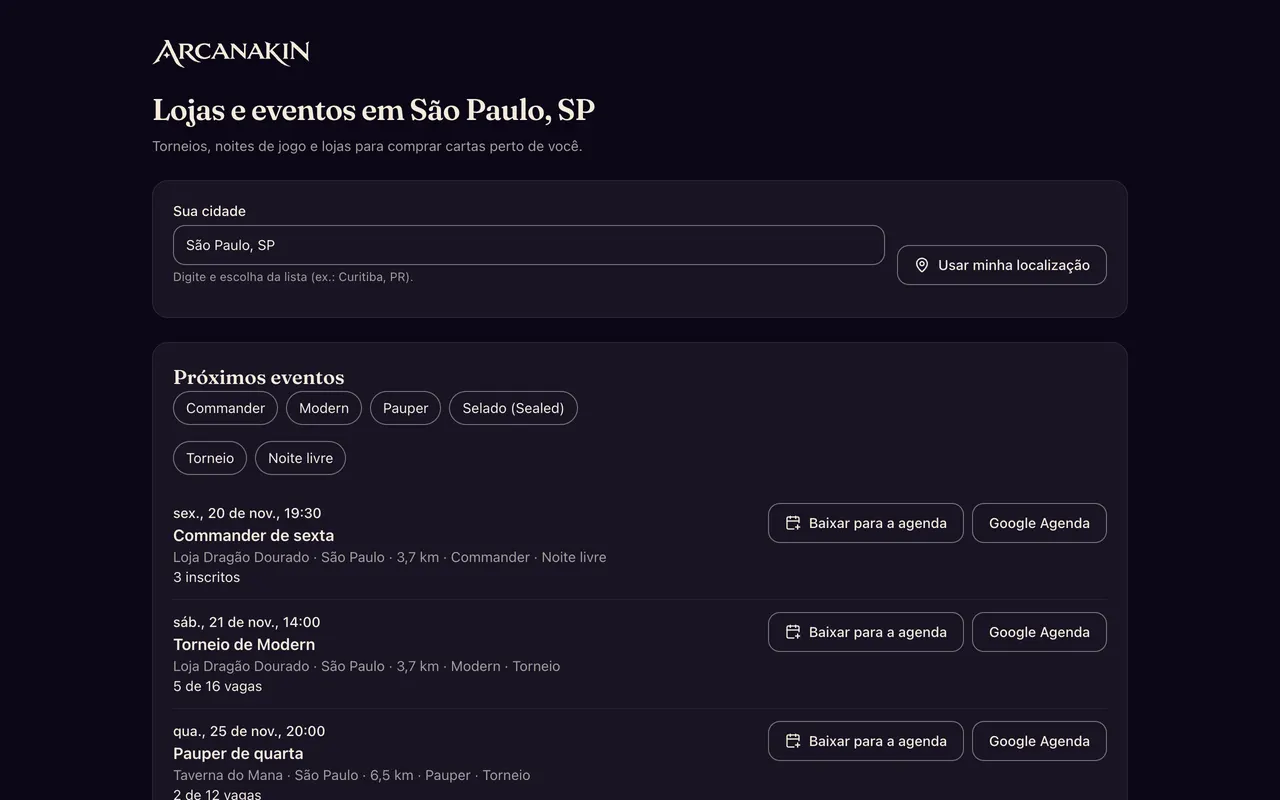 ARCANAKIN
Lojas e eventos em São Paulo, SP
Torneios, noites de jogo e lojas para comprar cartas perto de você.
Sua cidade
São Paulo, SP
Usar minha localização
Digite e escolha da lista (ex.: Curitiba, PR).
Próximos eventos
Commander Modern Pauper Selado (Sealed)
Torneio Noite livre
sex., 20 de nov., 19:30
Baixar para a agenda Google Agenda
Commander de sexta
Loja Dragão Dourado · São Paulo · 3,7 km · Commander · Noite livre
3 inscritos
sáb., 21 de nov., 14:00
Baixar para a agenda Google Agenda
Torneio de Modern
Loja Dragão Dourado · São Paulo · 3,7 km · Modern · Torneio
5 de 16 vagas
qua., 25 de nov., 20:00
Baixar para a agenda Google Agenda
Pauper de quarta
Taverna do Mana · São Paulo · 6,5 km · Pauper · Torneio
2 de 12 vagas